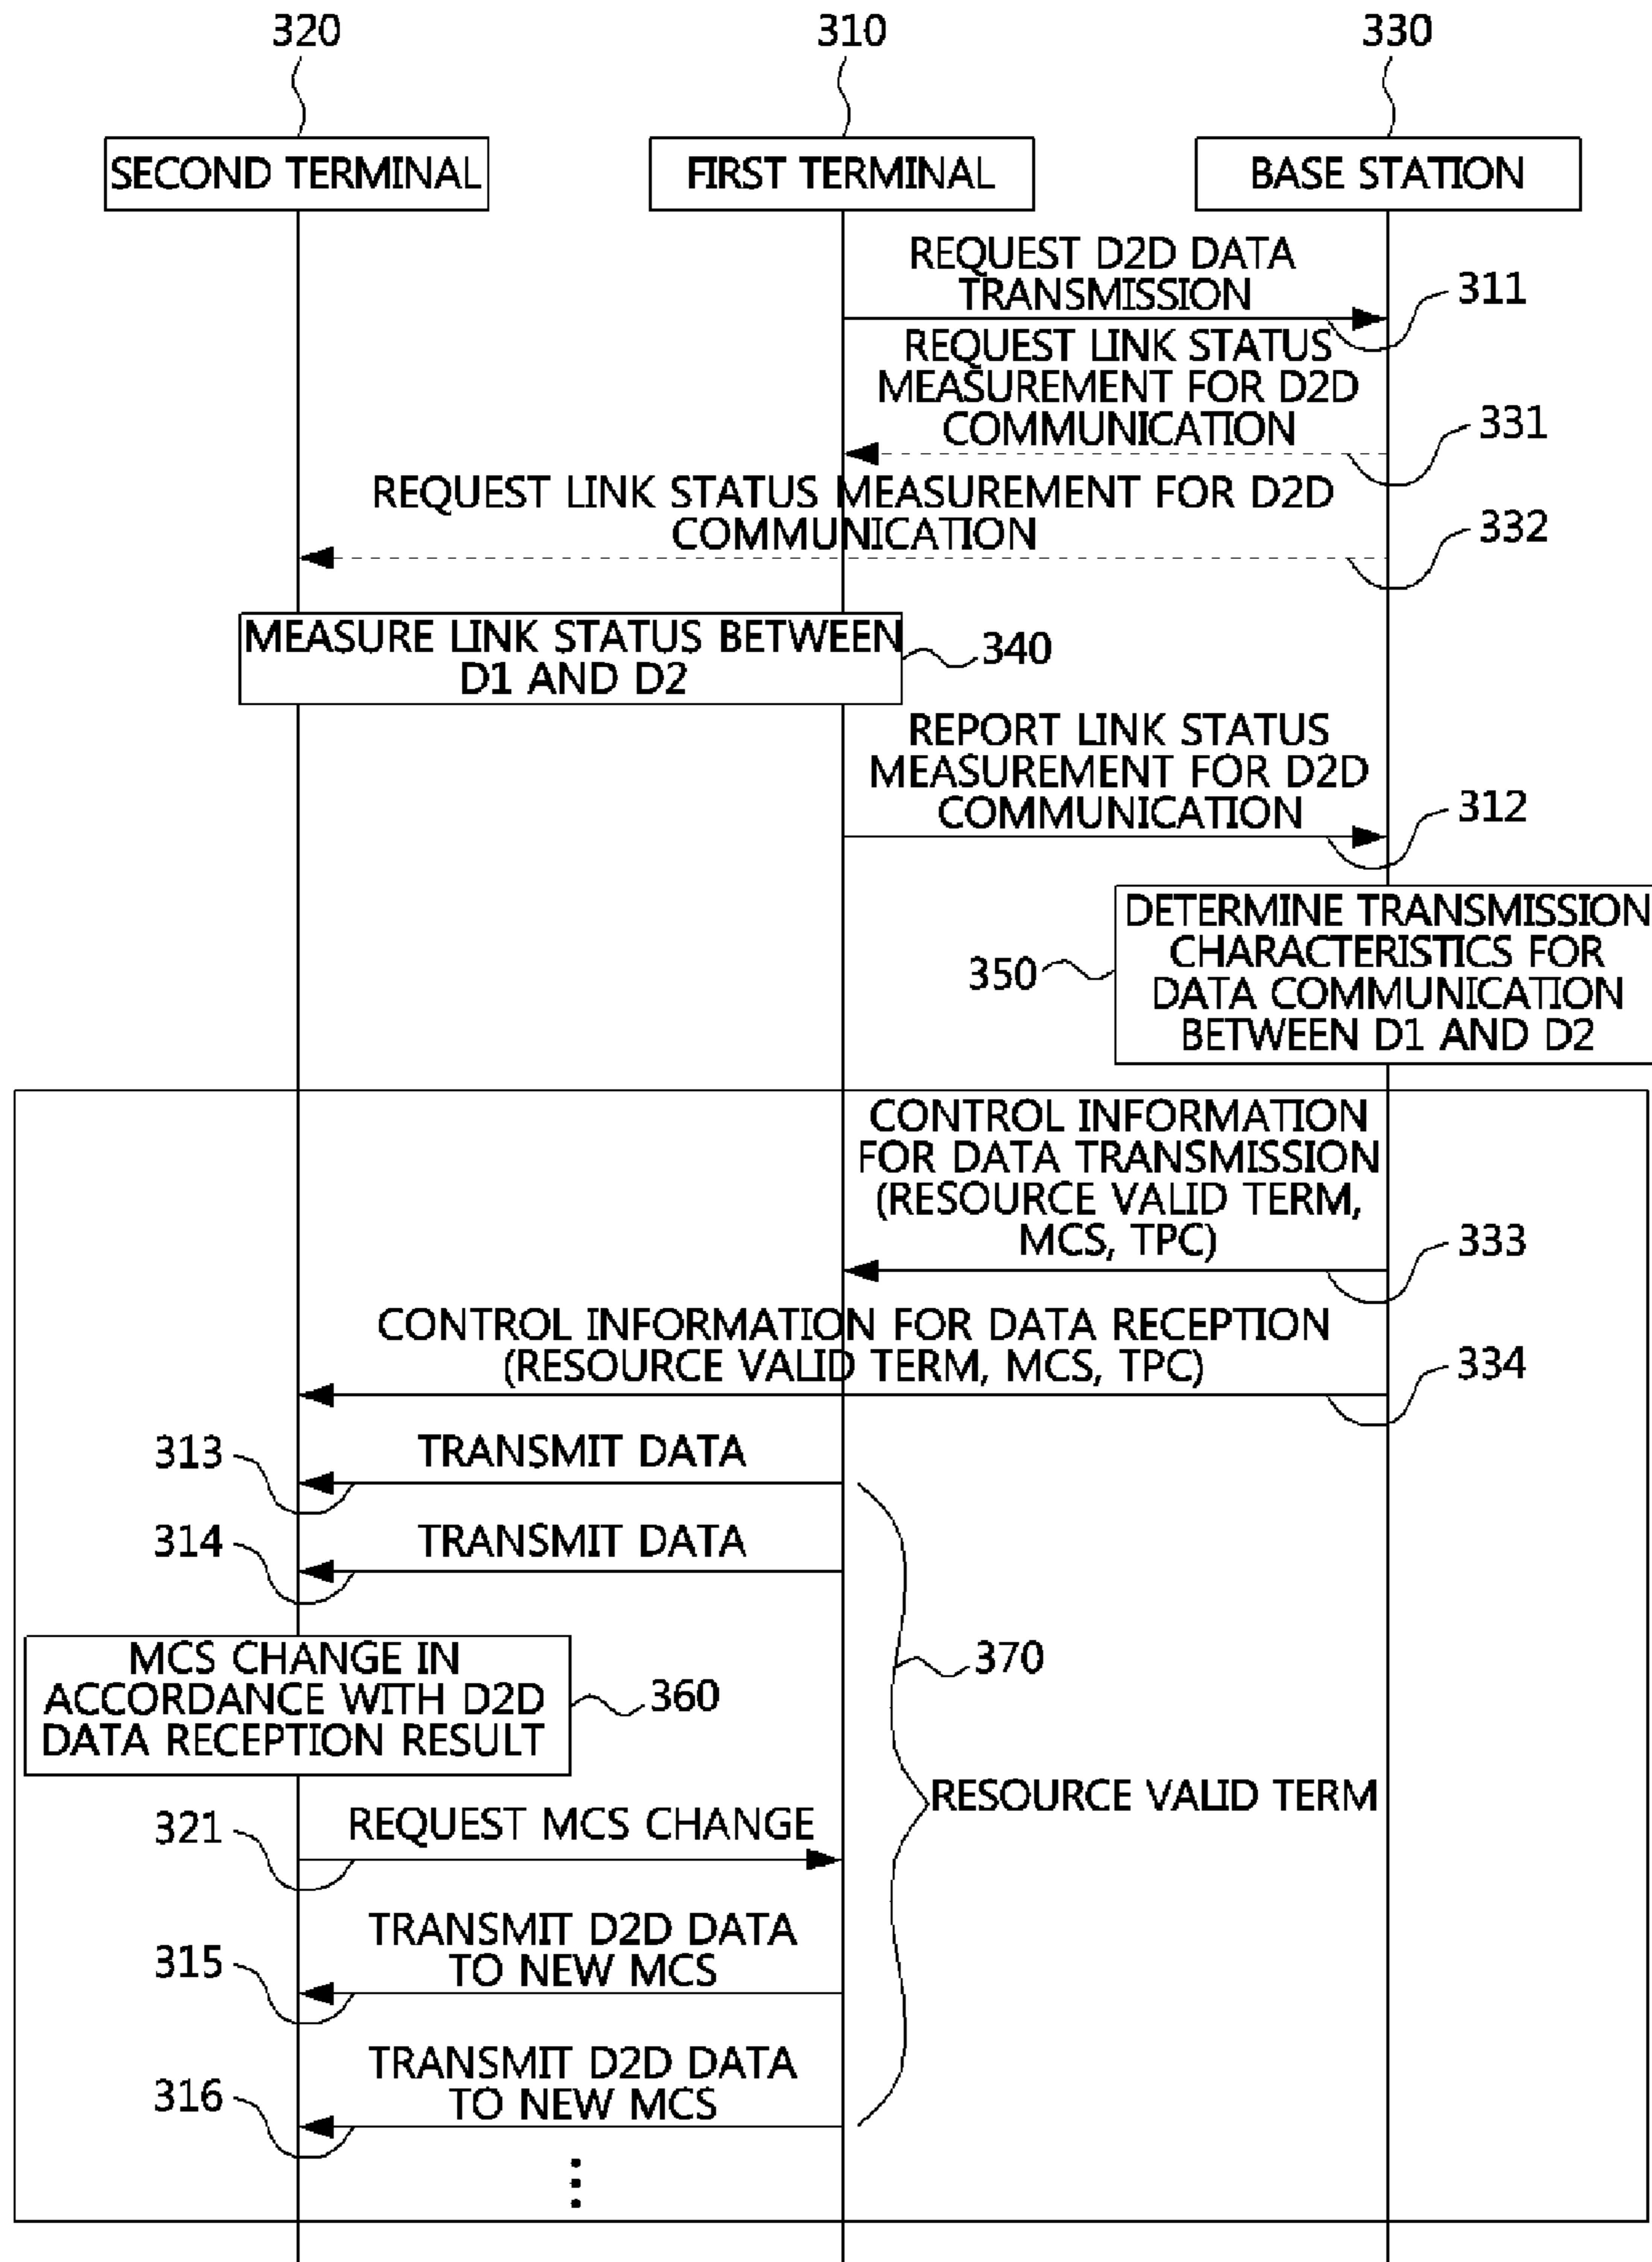 320
310
330
SECOND TERMINAL
FIRST TERMINAL
BASE STATION
REQUEST D2D DATA
TRANSMISSION
311
REQUEST LINK STATUS
MEASUREMENT FOR D2D
COMMUNICATION
331
REQUEST LINK STATUS MEASUREMENT FOR D2D
COMMUNICATION
332
MEASURE LINK STATUS BETWEEN
D1 AND D2
340
REPORT LINK STATUS
MEASUREMENT FOR D2D
COMMUNICATION
312
DETERMINE TRANSMISSION
CHARACTERISTICS FOR
DATA COMMUNICATION
BETWEEN D1 AND D2
350
CONTROL INFORMATION
FOR DATA TRANSMISSION
(RESOURCE VALID TERM,
MCS, TPC)
333
CONTROL INFORMATION FOR DATA RECEPTION
(RESOURCE VALID TERM, MCS, TPC)
334
313
TRANSMIT DATA
314
TRANSMIT DATA
MCS CHANGE IN
ACCORDANCE WITH D2D
DATA RECEPTION RESULT
360
370
RESOURCE VALID TERM
321
REQUEST MCS CHANGE
TRANSMIT D2D DATA
TO NEW MCS
315
TRANSMIT D2D DATA
TO NEW MCS
316